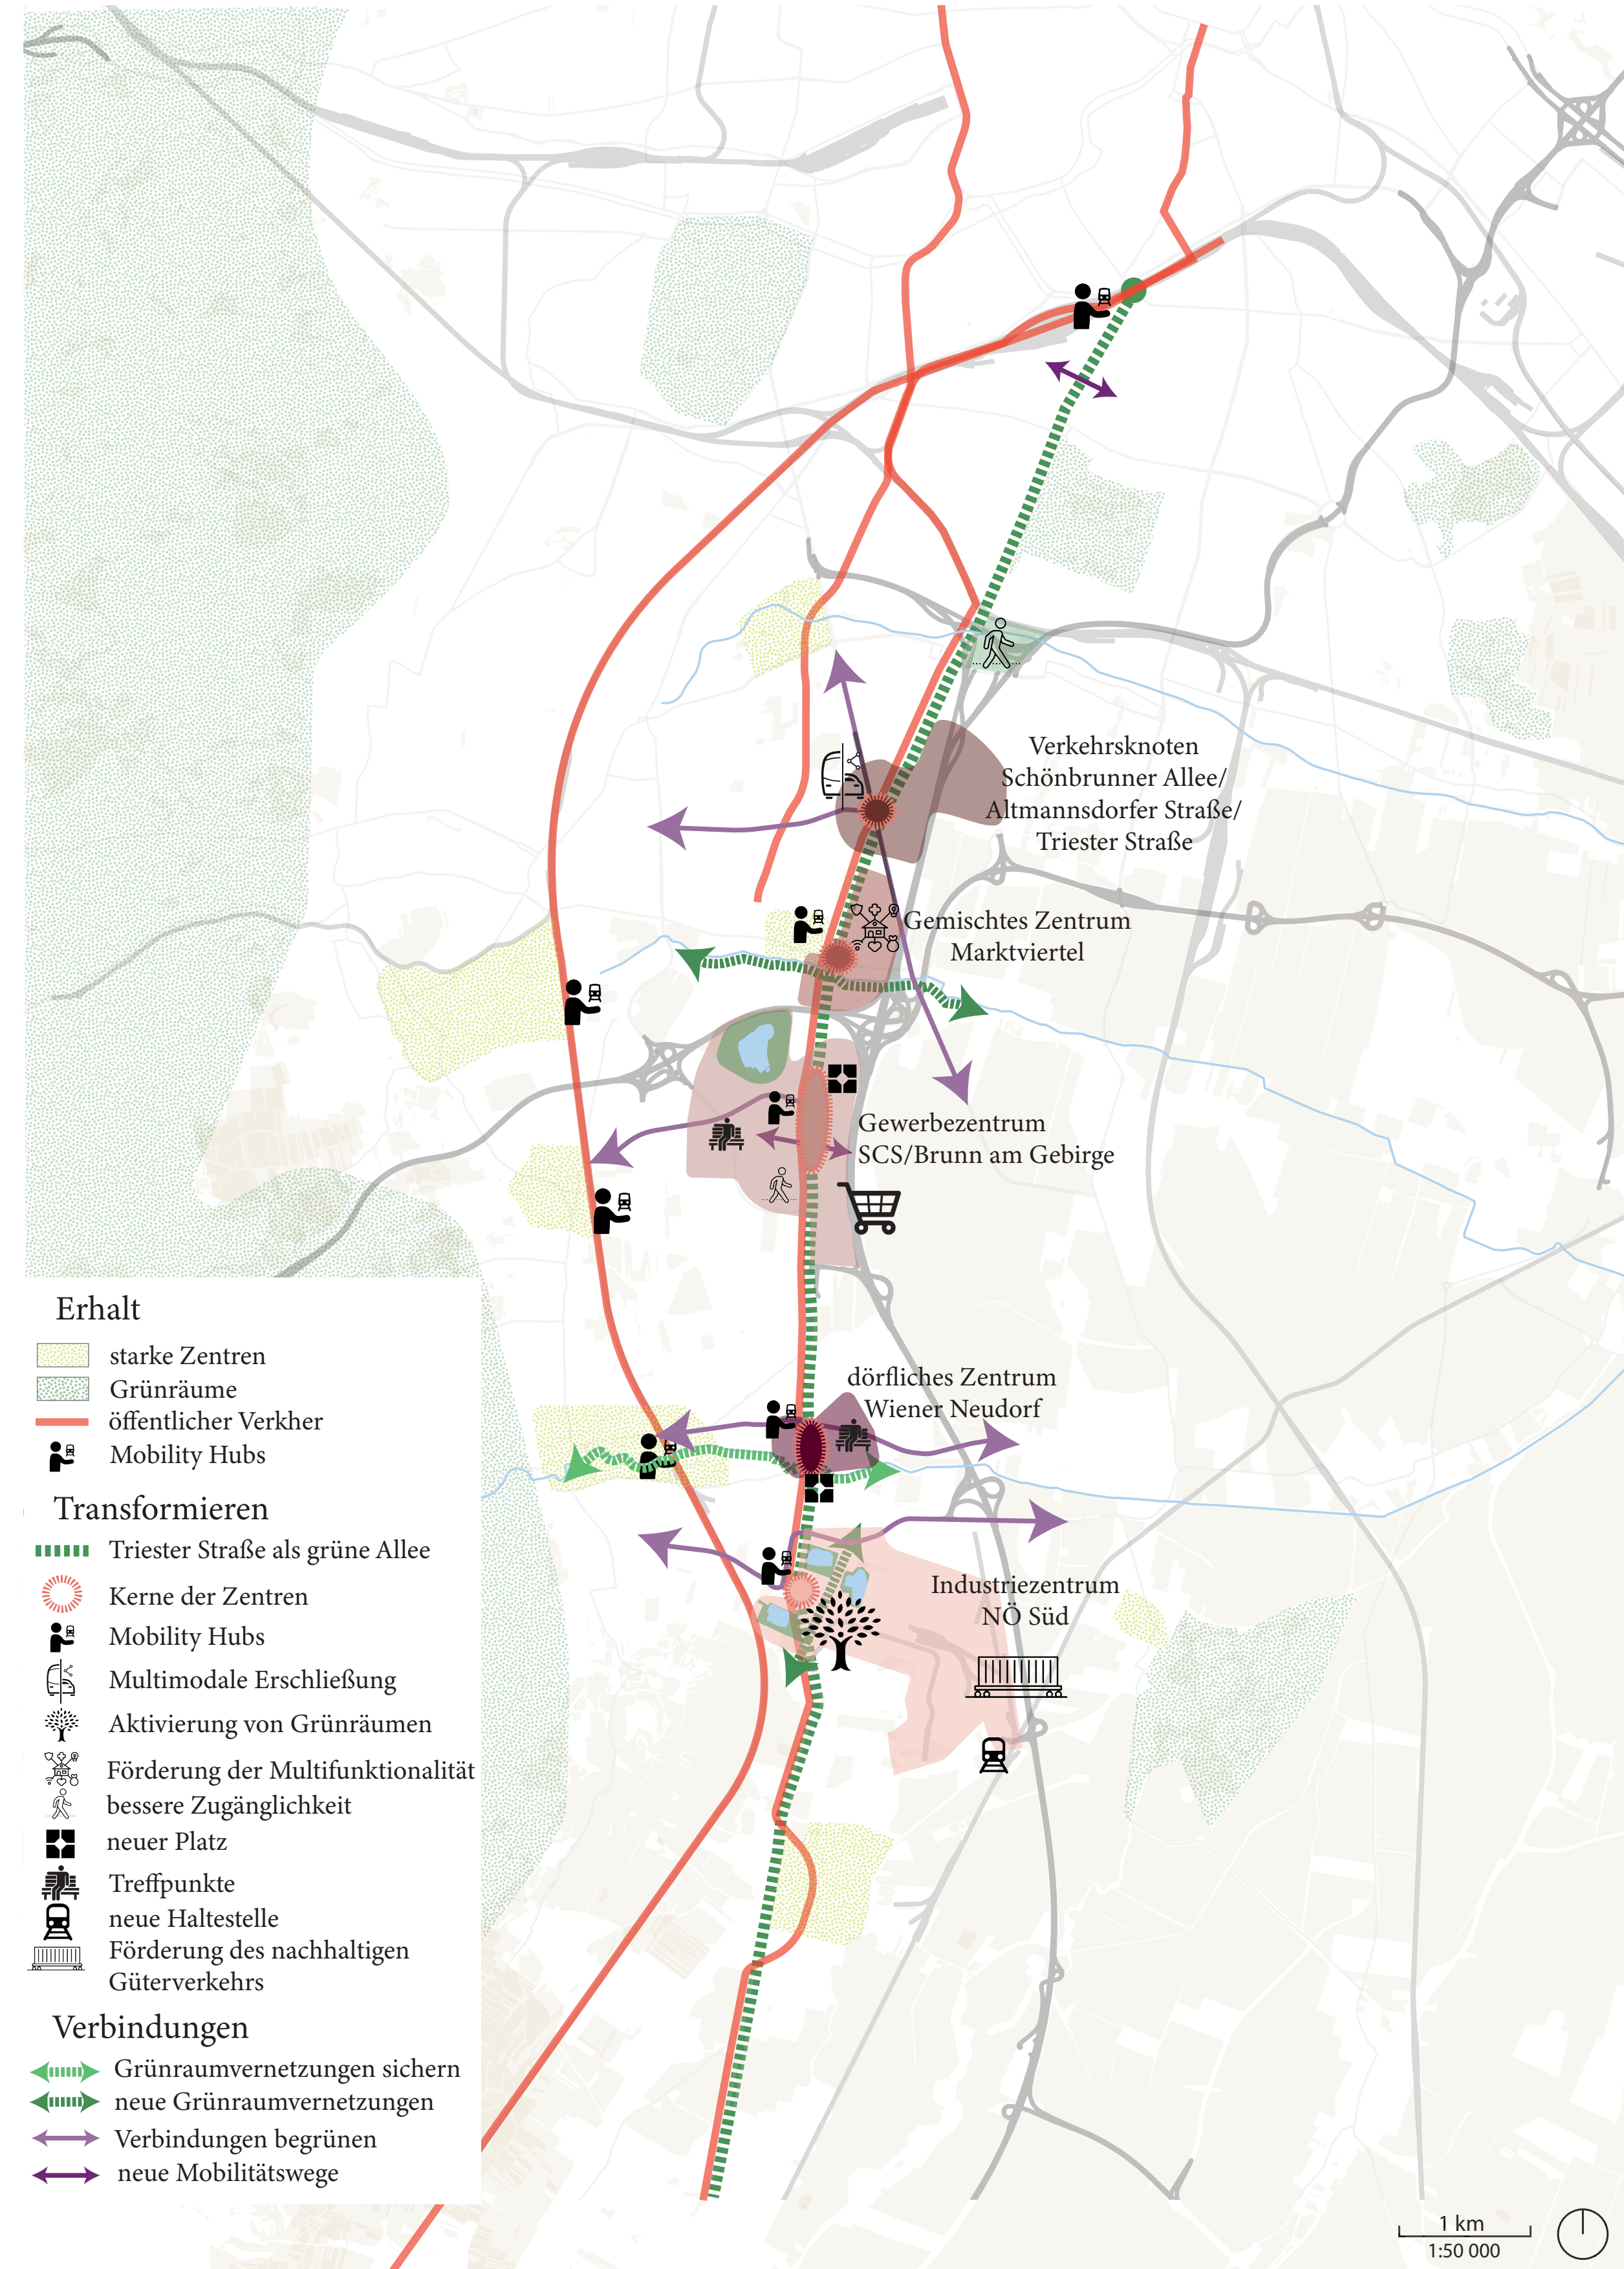 Verkehrsknoten
Schönbrunner Allee/
Altmannsdorfer Straße/
Triester Straße
Gemischtes Zentrum
Marktviertel
Gewerbezentrum
SCS/Brunn am Gebirge
dörfliches Zentrum
Wiener Neudorf
Industriezentrum
NÖ Süd
Erhalt
starke Zentren
Grünräume
öffentlicher Verkher
Mobility Hubs
Transformieren
Triester Straße als grüne Allee
Kerne der Zentren
Mobility Hubs
Multimodale Erschließung
Aktivierung von Grünräumen
Förderung der Multifunktionalität
bessere Zugänglichkeit
neuer Platz
Treffpunkte
neue Haltestelle
Förderung des nachhaltigen
Güterverkehrs
Verbindungen
Grünraumvernetzungen sichern
neue Grünraumvernetzungen
Verbindungen begrünen
neue Mobilitätswege
1 km
1:50 000